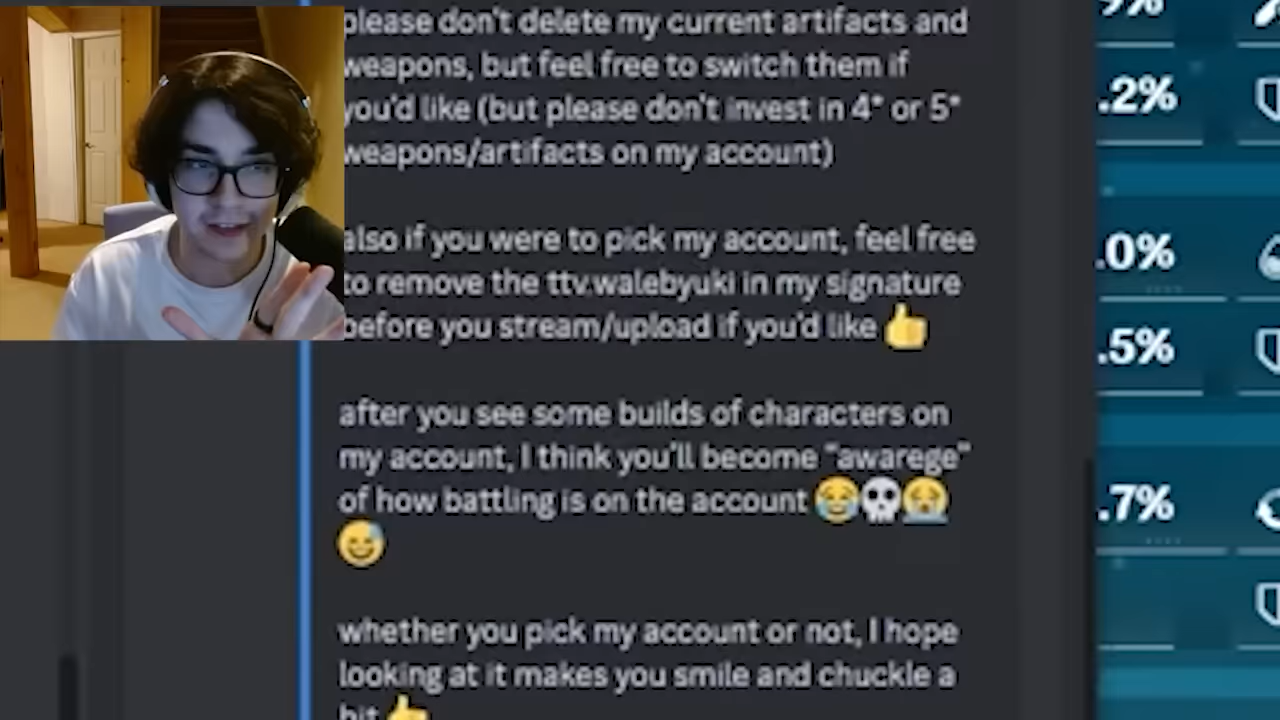 please don't delete my current artifacts and
weapons, but feel free to switch them if
you'd like (but please don't invest in 4* or 5*
weapons/artifacts on my account)
also if you were to pick my account, feel free
to remove the ttv.walebyuki in my signature
before you stream/upload if you'd like 👍
after you see some builds of characters on
my account, I think you'll become "awarege"
of how battling is on the account 😂💀😭
😅
whether you pick my account or not, I hope
looking at it makes you smile and chuckle a
bit 👍
9%
.2%
.0%
.5%
.7%